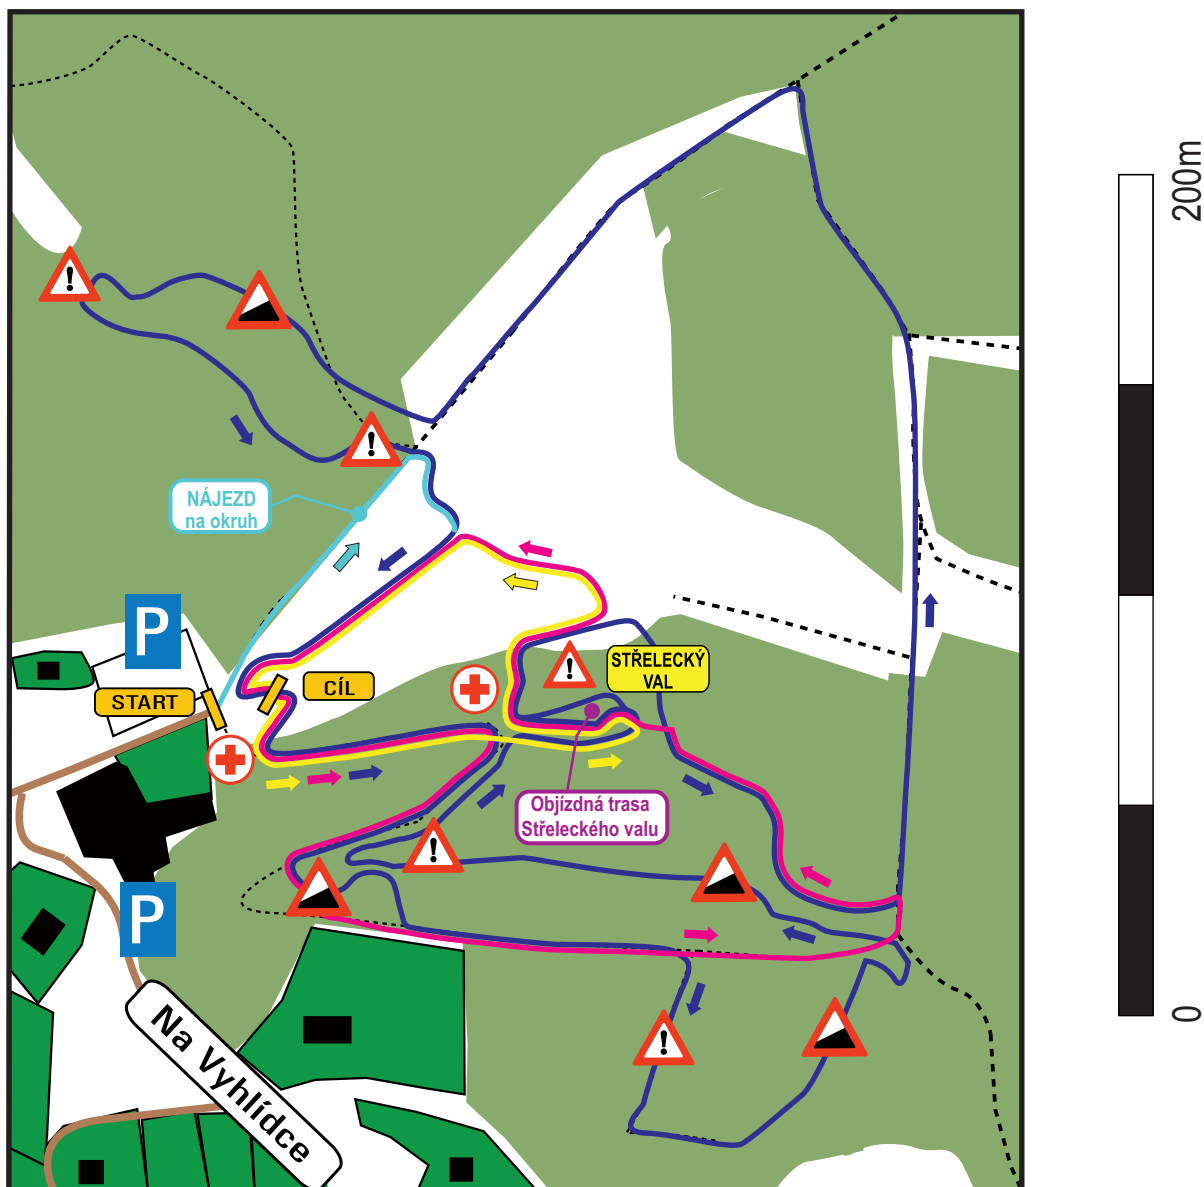 200m
!
!
NÁJEZD
na okruh
P
STŘELECKÝ
VAL
!
CÍL
START
Objízdná trasa
Střeleckého valu
!
P
Na Vyhlídce
!
0